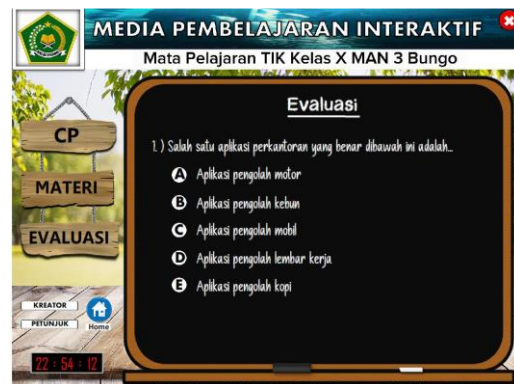 MEDIA PEMBELAJARAN INTERAKTIF
Mata Pelajaran TIK Kelas X MAN 3 Bungo
CP
MATERI
EVALUASI
KREATOR
PETUNJUK
Home
22 : 54 : 12
Evaluasi
1. ) Salah satu aplikasi perkantoran yang benar dibawah ini adalah...
A Aplikasi pengolah motor
B Aplikasi pengolah kebun
C Aplikasi pengolah mobil
D Aplikasi pengolah lembar kerja
E Aplikasi pengolah kopi